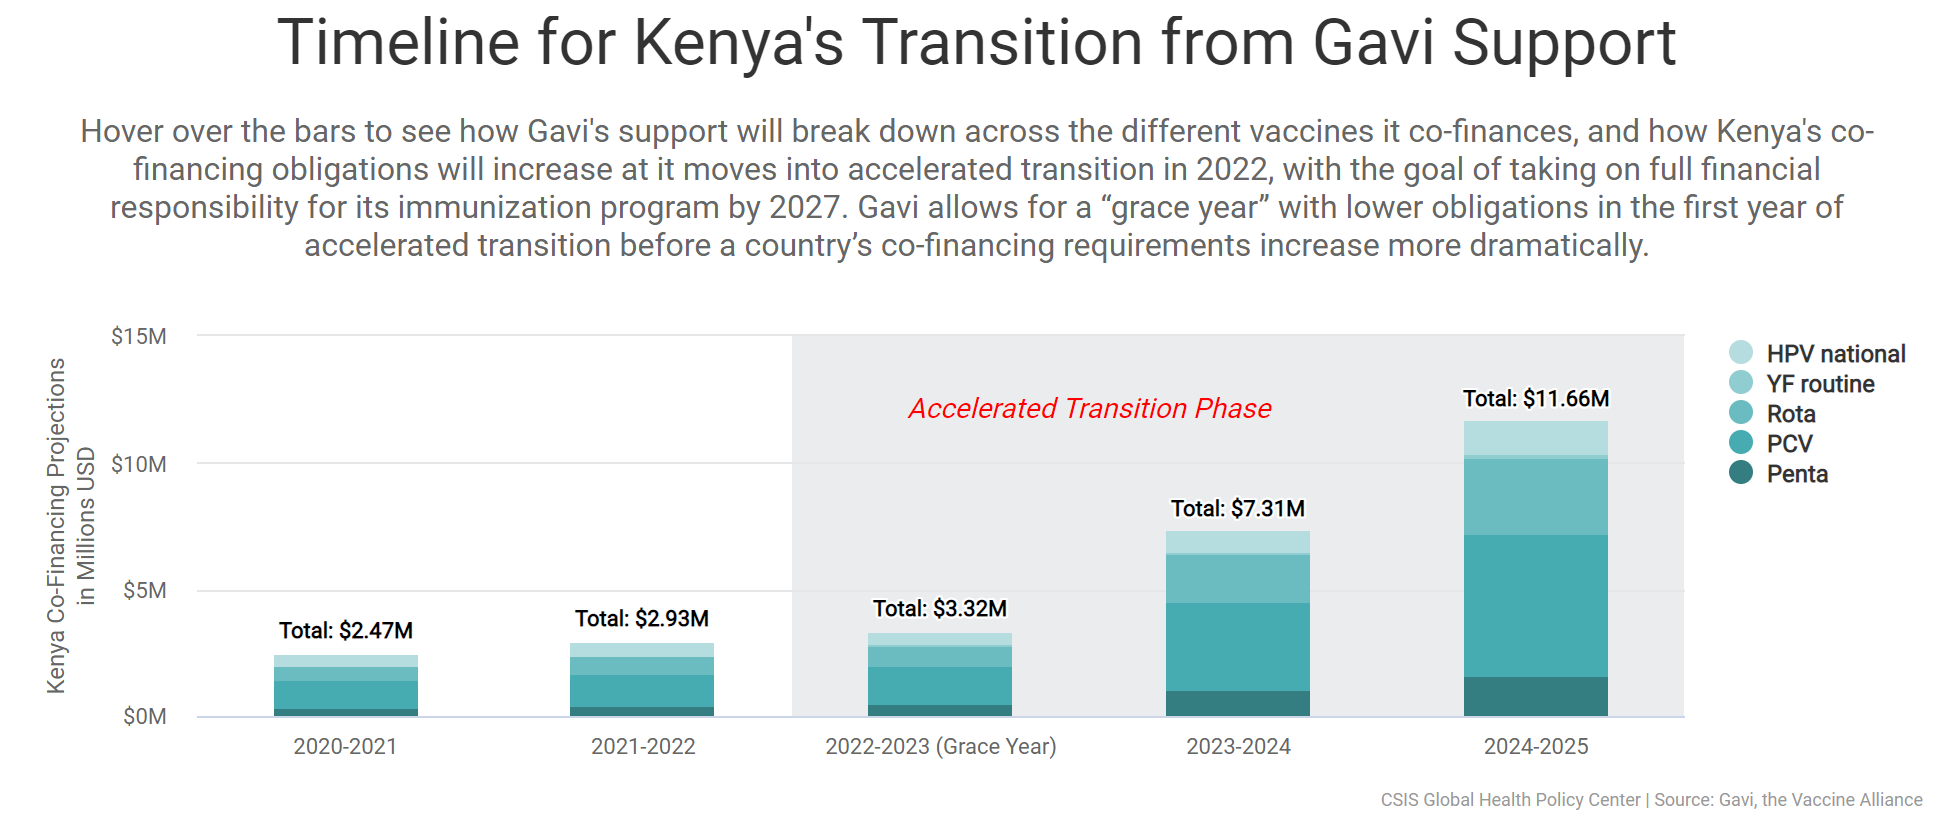 Timeline for Kenya's Transition from Gavi Support
Hover over the bars to see how Gavi's support will break down across the different vaccines it co-finances, and how Kenya's co-
financing obligations will increase at it moves into accelerated transition in 2022, with the goal of taking on full financial
responsibility for its immunization program by 2027. Gavi allows for a “grace year” with lower obligations in the first year of
accelerated transition before a country’s co-financing requirements increase more dramatically.
Kenya Co-Financing Projections
in Millions USD
$15M
$10M
$5M
$0M
Accelerated Transition Phase
Total: $2.47M
Total: $2.93M
Total: $3.32M
Total: $7.31M
Total: $11.66M
2020-2021
2021-2022
2022-2023 (Grace Year)
2023-2024
2024-2025
HPV national
YF routine
Rota
PCV
Penta
CSIS Global Health Policy Center | Source: Gavi, the Vaccine Alliance